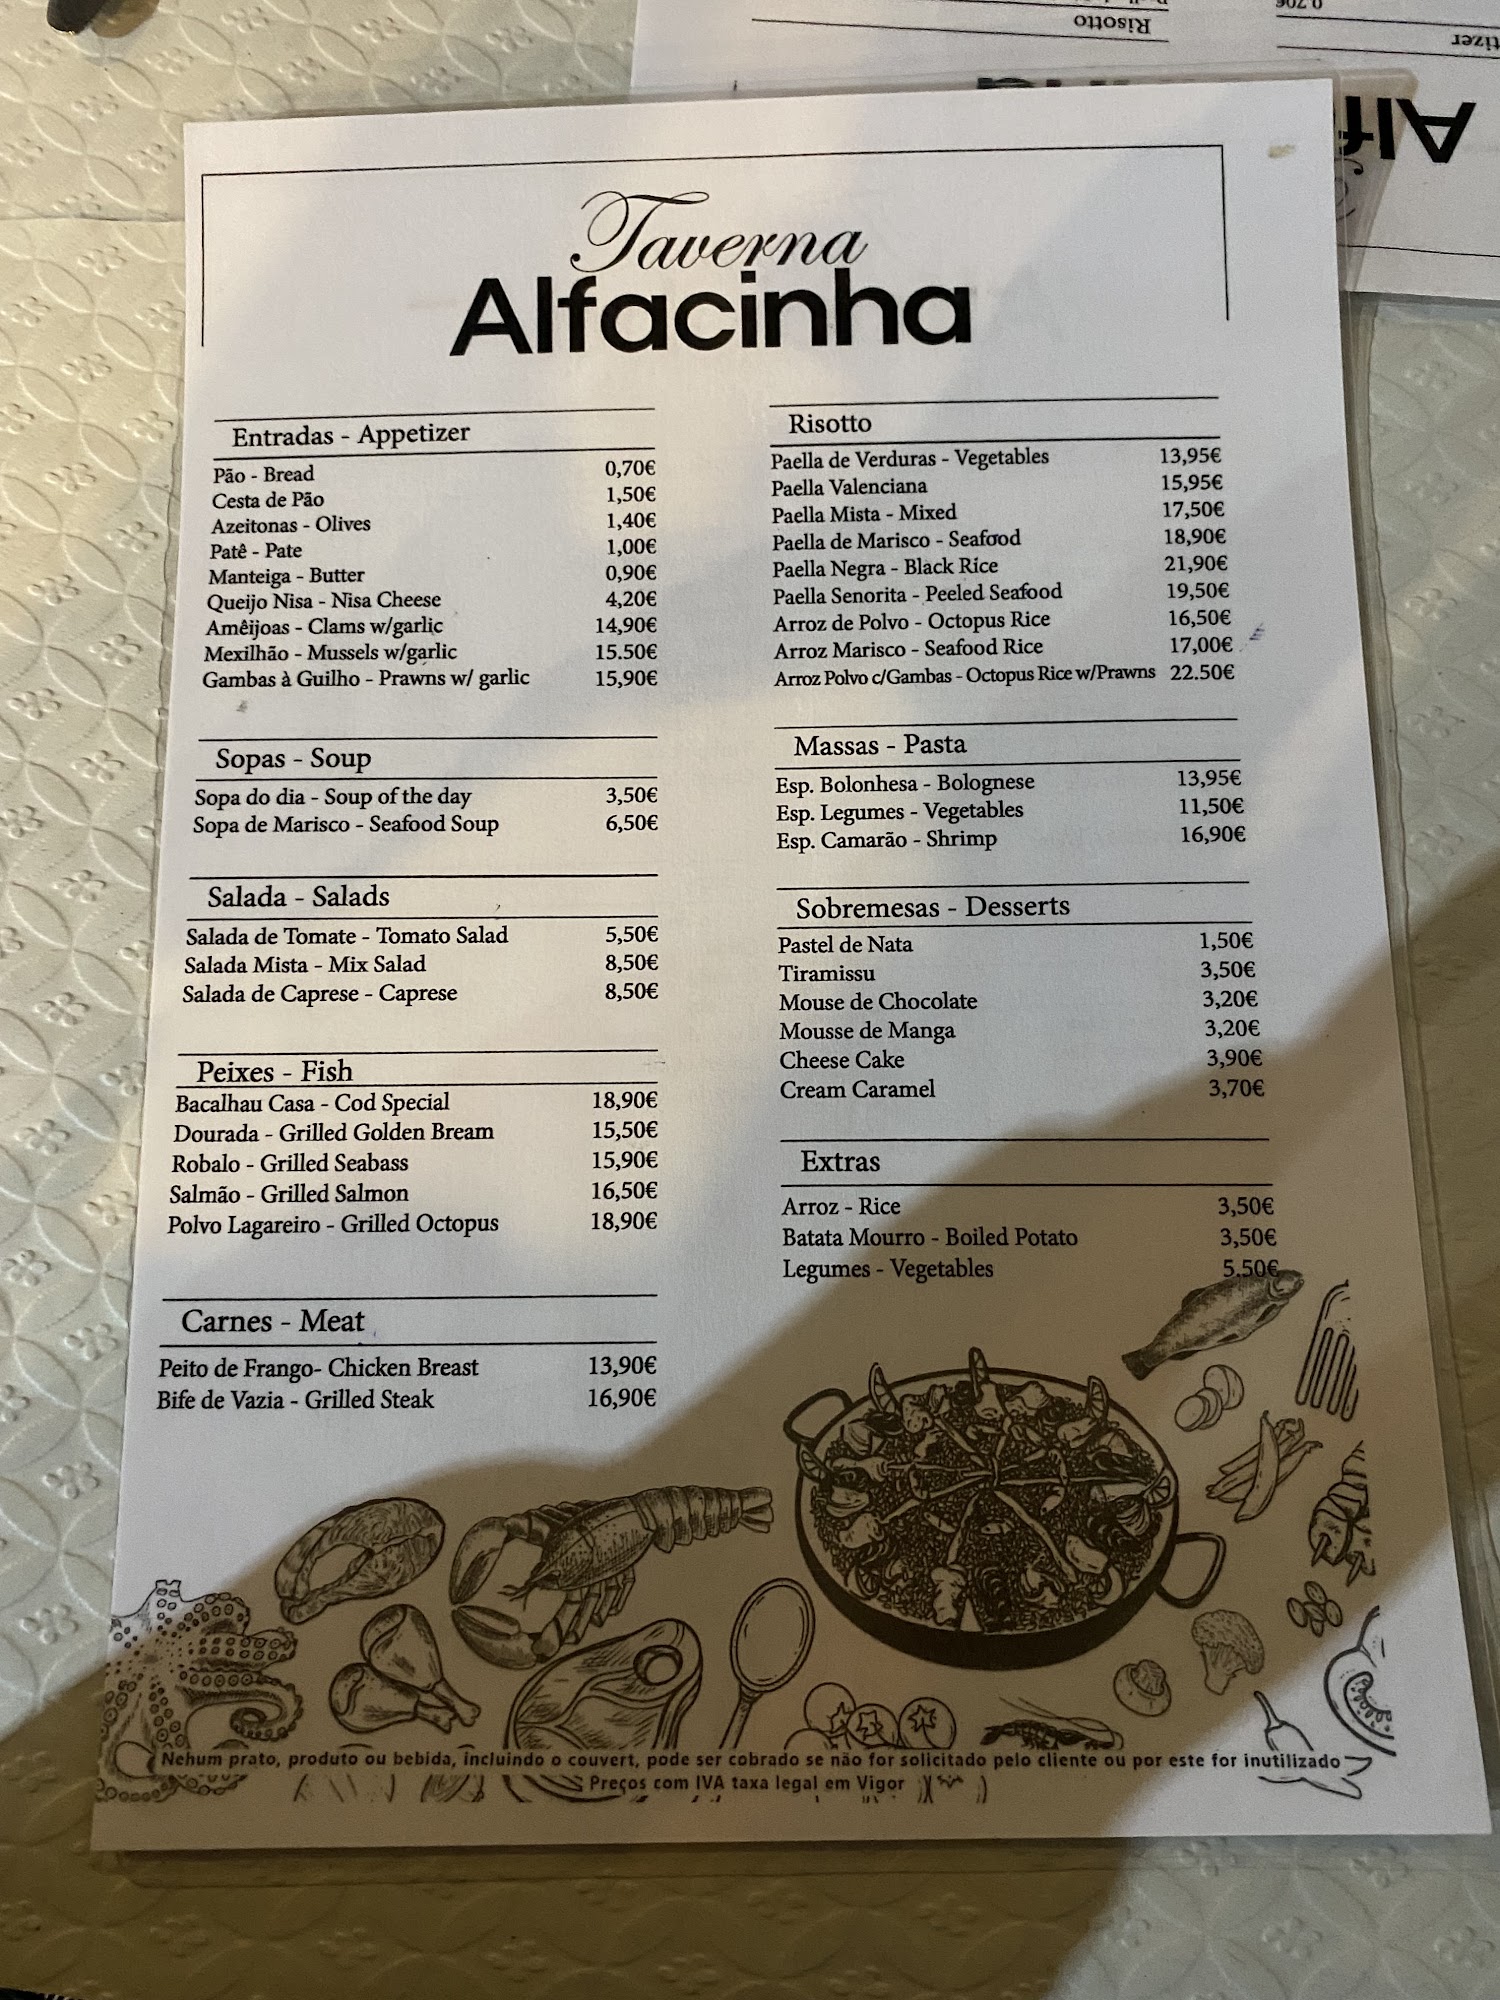 Risotto
Taverna
Alfacinha
Entradas - Appetizer
Pão - Bread 0,70€
Cesta de Pão 1,50€
Azeitonas - Olives 1,40€
Patê - Pate 1,00€
Manteiga - Butter 0,90€
Queijo Nisa - Nisa Cheese 4,20€
Amêijoas - Clams w/garlic 14,90€
Mexilhão - Mussels w/garlic 15.50€
Gambas à Guilho - Prawns w/ garlic 15,90€
Sopas - Soup
Sopa do dia - Soup of the day 3,50€
Sopa de Marisco - Seafood Soup 6,50€
Salada - Salads
Salada de Tomate - Tomato Salad 5,50€
Salada Mista - Mix Salad 8,50€
Salada de Caprese - Caprese 8,50€
Peixes - Fish
Bacalhau Casa - Cod Special 18,90€
Dourada - Grilled Golden Bream 15,50€
Robalo - Grilled Seabass 15,90€
Salmão - Grilled Salmon 16,50€
Polvo Lagareiro - Grilled Octopus 18,90€
Carnes - Meat
Peito de Frango- Chicken Breast 13,90€
Bife de Vazia - Grilled Steak 16,90€
Risotto
Paella de Verduras - Vegetables 13,95€
Paella Valenciana 15,95€
Paella Mista - Mixed 17,50€
Paella de Marisco - Seafood 18,90€
Paella Negra - Black Rice 21,90€
Paella Senorita - Peeled Seafood 19,50€
Arroz de Polvo - Octopus Rice 16,50€
Arroz Marisco - Seafood Rice 17,00€
Arroz Polvo c/Gambas - Octopus Rice w/Prawns 22.50€
Massas - Pasta
Esp. Bolonhesa - Bolognese 13,95€
Esp. Legumes - Vegetables 11,50€
Esp. Camarão - Shrimp 16,90€
Sobremesas - Desserts
Pastel de Nata 1,50€
Tiramissu 3,50€
Mouse de Chocolate 3,20€
Mousse de Manga 3,20€
Cheese Cake 3,90€
Cream Caramel 3,70€
Extras
Arroz - Rice 3,50€
Batata Mourro - Boiled Potato 3,50€
Legumes - Vegetables 5.50€
Nehum prato, produto ou bebida, incluindo o couvert, pode ser cobrado se não for solicitado pelo cliente ou por este for inutilizado
Preços com IVA taxa legal em Vigor